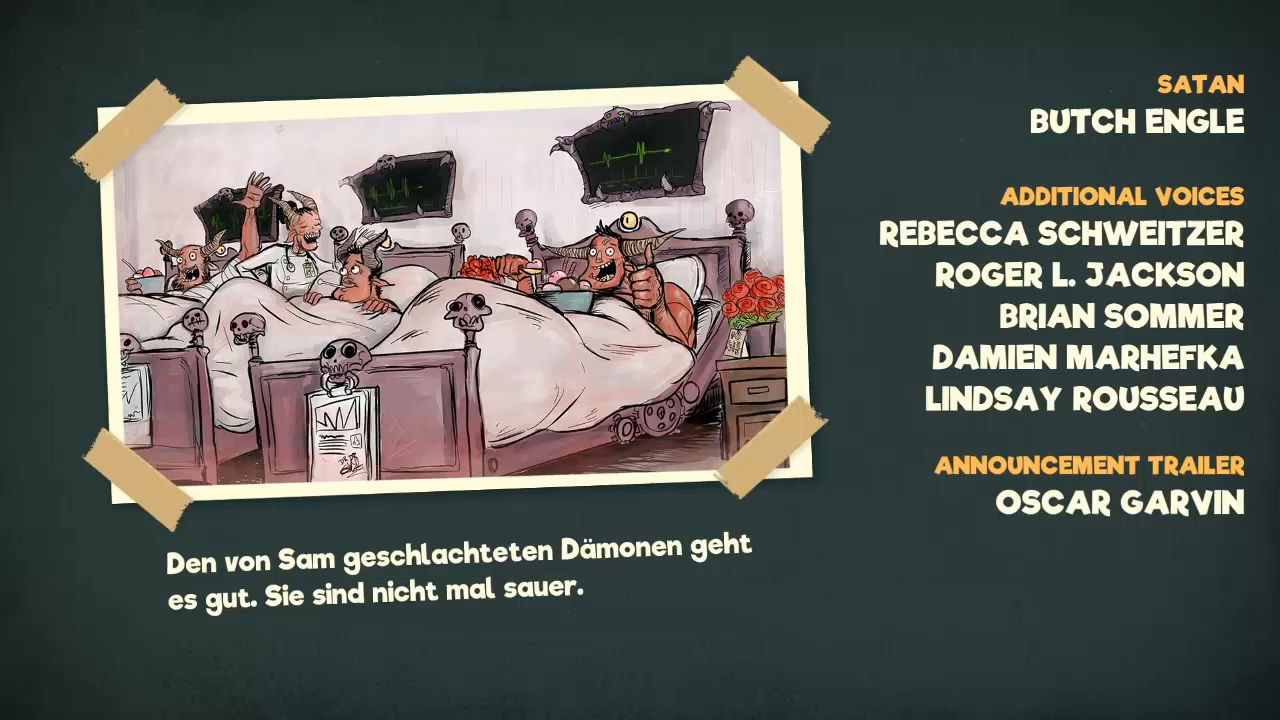 Den von Sam geschlachteten Dämonen geht
es gut. Sie sind nicht mal sauer.
SATAN
BUTCH ENGLE
ADDITIONAL VOICES
REBECCA SCHWEITZER
ROGER L. JACKSON
BRIAN SOMMER
DAMIEN MARHEFKA
LINDSAY ROUSSEAU
ANNOUNCEMENT TRAILER
OSCAR GARVIN